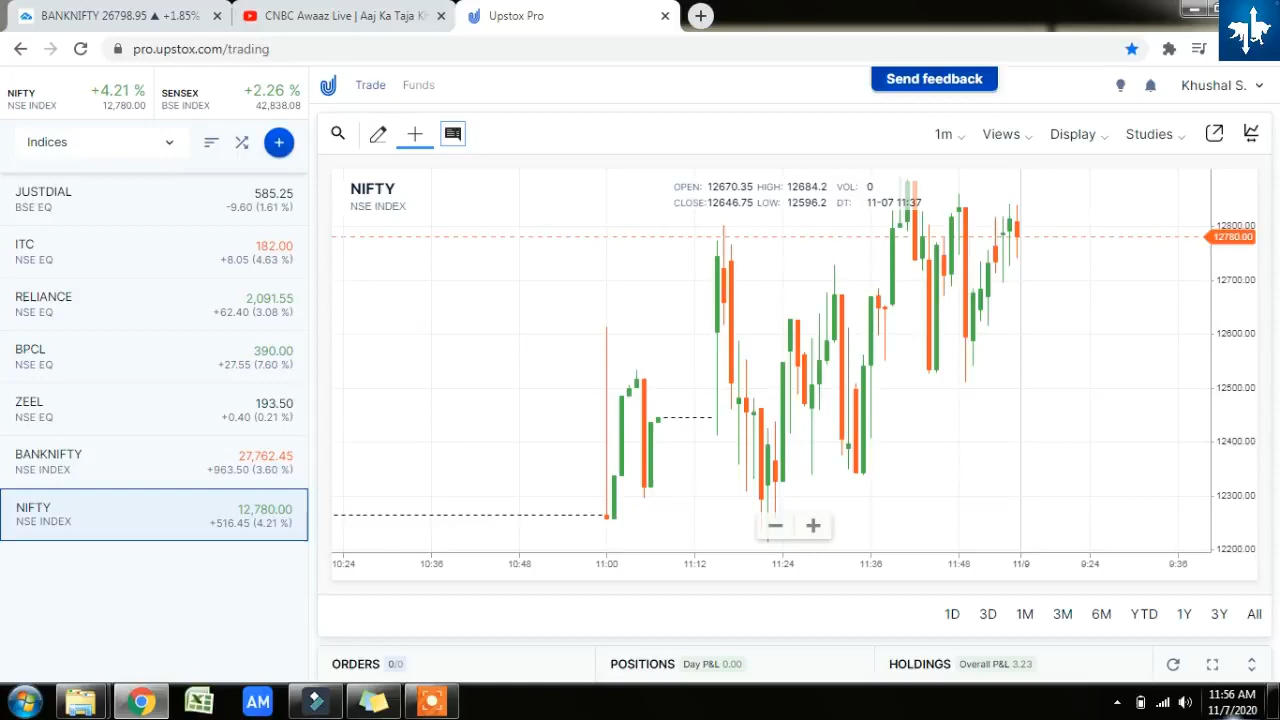 BANKNIFTY 26798.95 ▲ +1.85%
CNBC Awaaz Live | Aaj Ka Taja Kh
Upstox Pro
pro.upstox.com/trading
NIFTY +4.21 % SENSEX +2.26 %
NSE INDEX 12,780.00 BSE INDEX 42,838.08
Trade Funds Send feedback Khushal S.
Indices
1m Views Display Studies
JUSTDIAL 585.25
BSE EQ -9.60 (1.61 %)
ITC 182.00
NSE EQ +8.05 (4.63 %)
RELIANCE 2,091.55
NSE EQ +62.40 (3.08 %)
BPCL 390.00
NSE EQ +27.55 (7.60 %)
ZEEL 193.50
NSE EQ +0.40 (0.21 %)
BANKNIFTY 27,762.45
NSE INDEX +963.50 (3.60 %)
NIFTY 12,780.00
NSE INDEX +516.45 (4.21 %)
NIFTY
NSE INDEX
OPEN: 12670.35 HIGH: 12684.2 VOL: 0
CLOSE: 12646.75 LOW: 12596.2 DT: 11-07 11:37
12800.00
12780.00
12700.00
12600.00
12500.00
12400.00
12300.00
12200.00
10:24 10:36 10:48 11:00 11:12 11:24 11:36 11:48 11/9 9:24 9:36
1D 3D 1M 3M 6M YTD 1Y 3Y All
ORDERS 0/0 POSITIONS Day P&L 0.00 HOLDINGS Overall P&L 3.23
AM
11:56 AM
11/7/2020